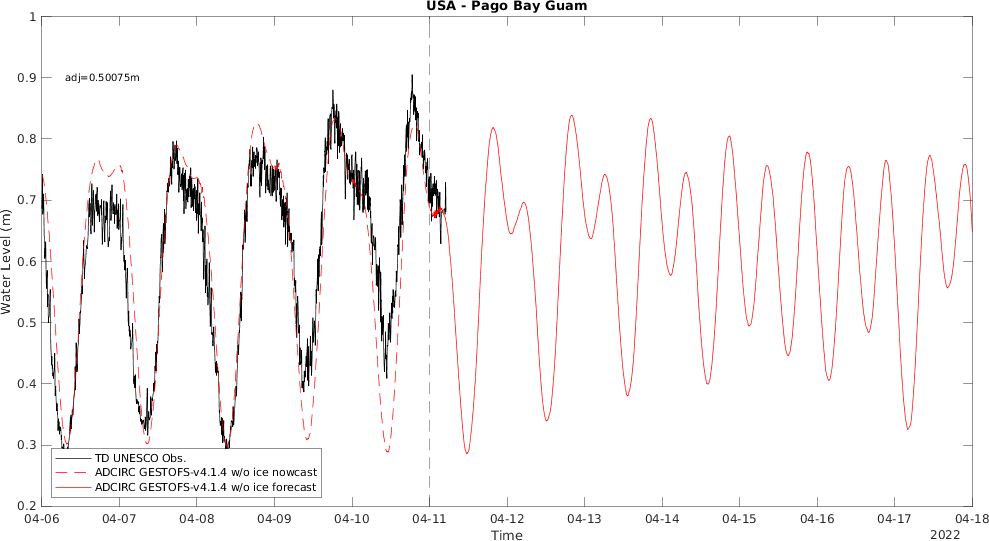 USA - Pago Bay Guam
1
0.9
0.8
0.7
0.6
0.5
0.4
0.3
0.2
Water Level (m)
adj=0.50075m
TD UNESCO Obs.
ADCIRC GESTOFS-v4.1.4 w/o ice nowcast
ADCIRC GESTOFS-v4.1.4 w/o ice forecast
04-06 04-07 04-08 04-09 04-10 04-11 04-12 04-13 04-14 04-15 04-16 04-17 04-18
Time
2022